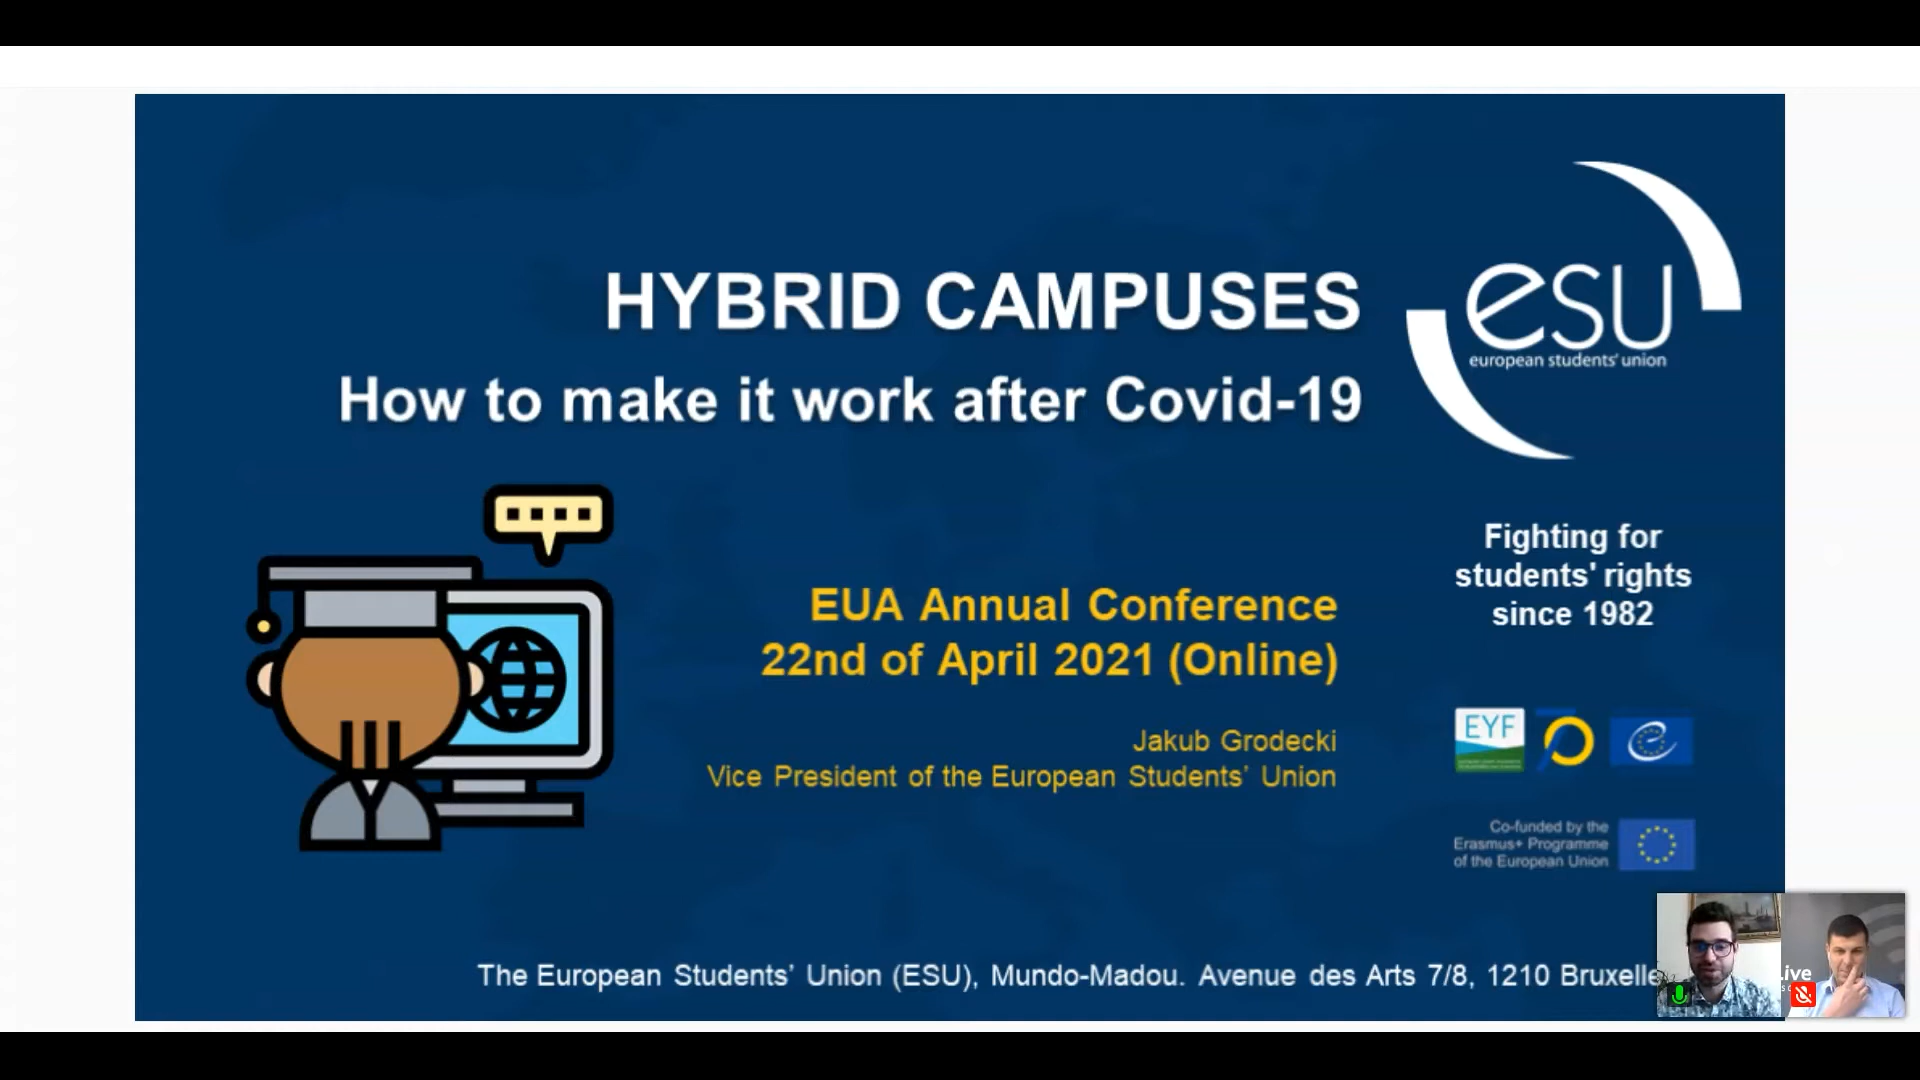 HYBRID CAMPUSES
How to make it work after Covid-19
esu
european students' union
Fighting for
students' rights
since 1982
EUA Annual Conference
22nd of April 2021 (Online)
Jakub Grodecki
Vice President of the European Students’ Union
EYF
70
Co-funded by the
Erasmus+ Programme
of the European Union
The European Students’ Union (ESU), Mundo-Madou. Avenue des Arts 7/8, 1210 Bruxelle
Live